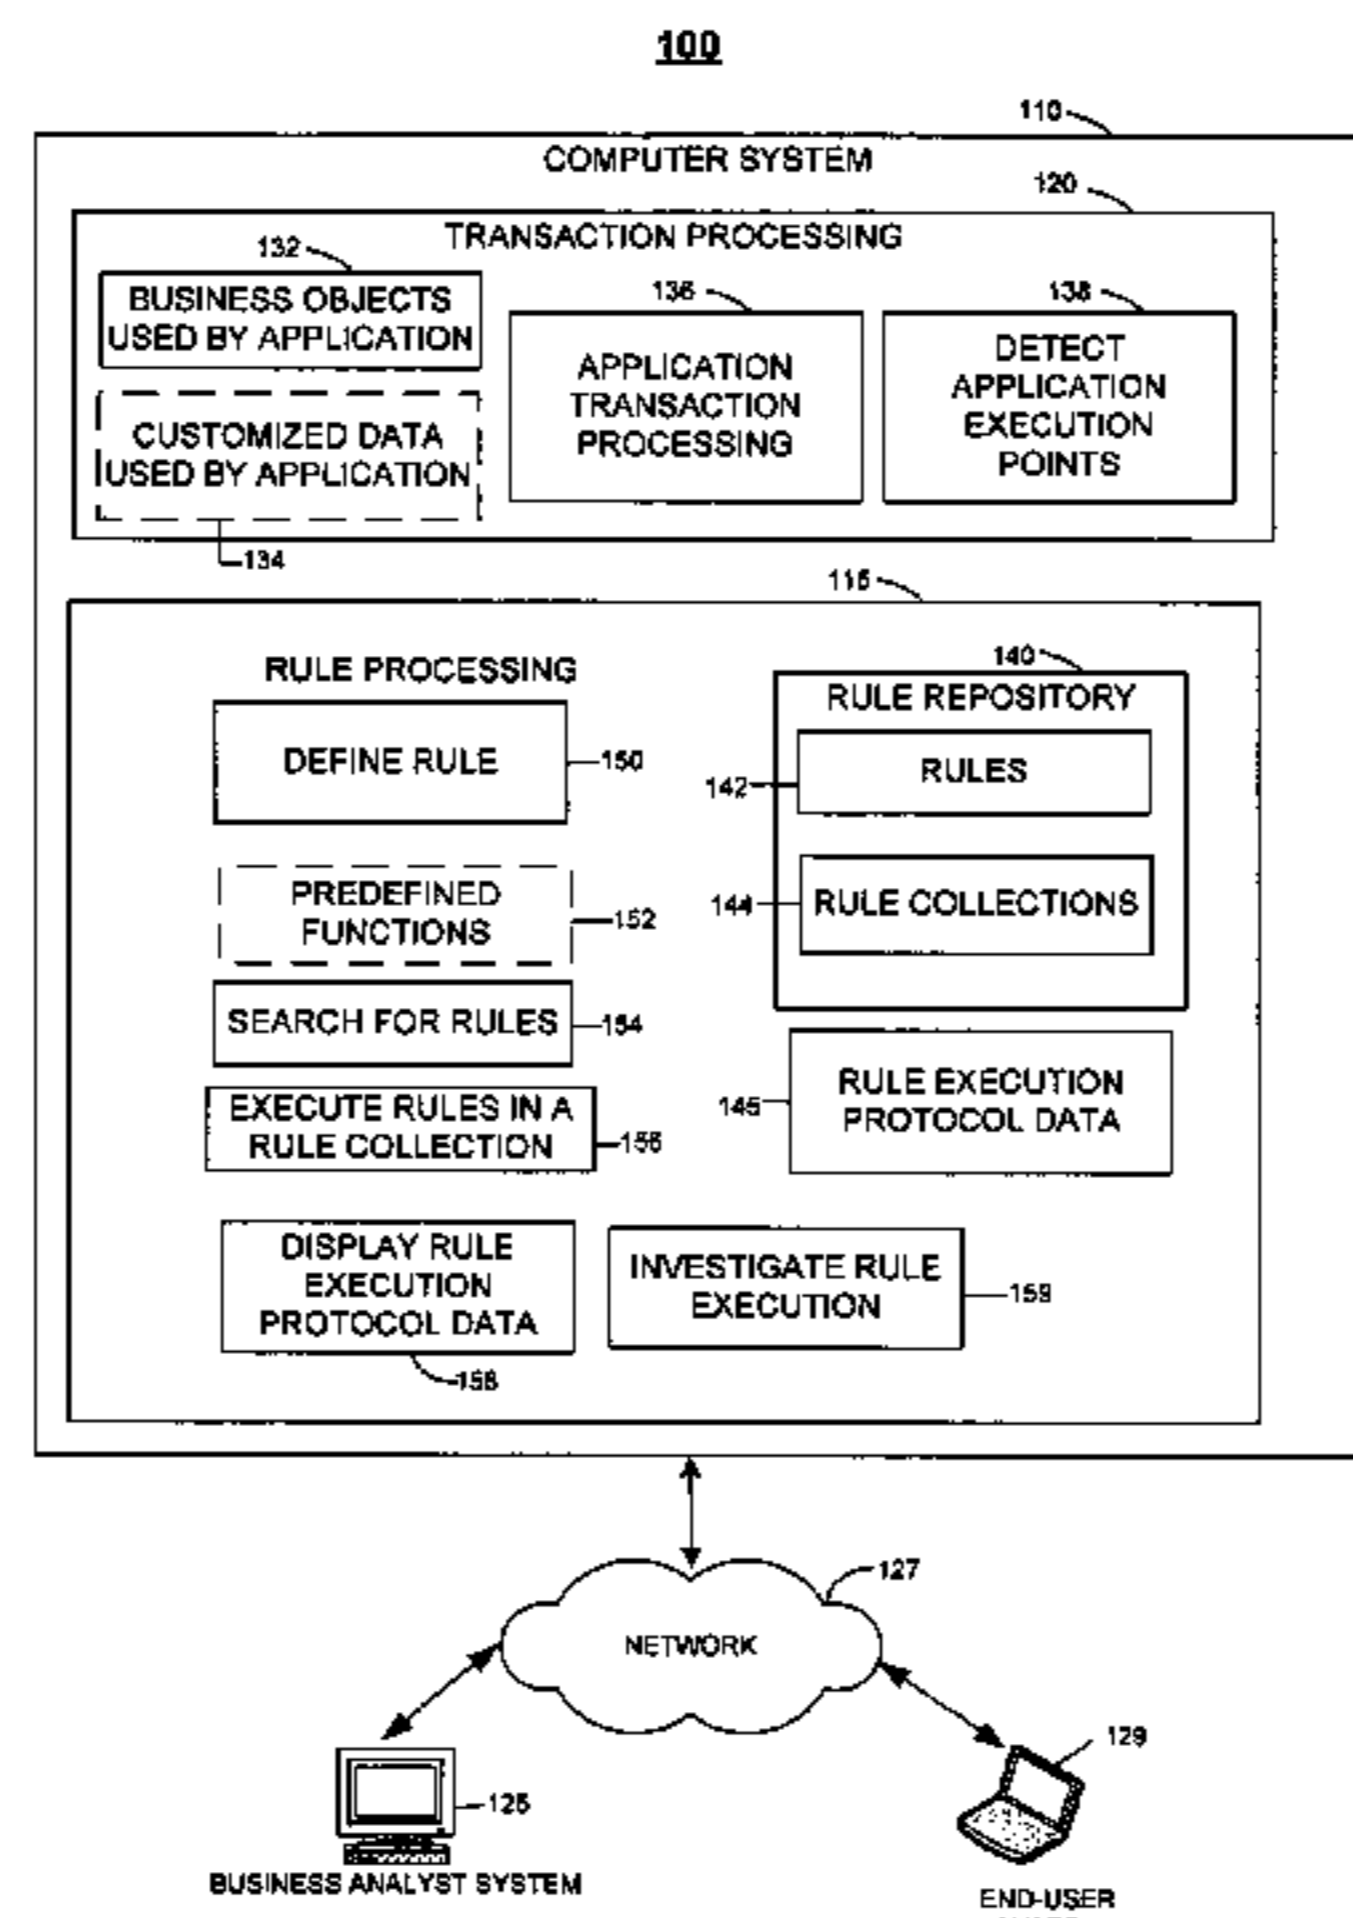 100
110
COMPUTER SYSTEM
120
TRANSACTION PROCESSING
132
BUSINESS OBJECTS
USED BY APPLICATION
136
APPLICATION
TRANSACTION
PROCESSING
138
DETECT
APPLICATION
EXECUTION
POINTS
CUSTOMIZED DATA
USED BY APPLICATION
134
115
RULE PROCESSING
140
RULE REPOSITORY
DEFINE RULE
150
RULES
142
PREDEFINED
FUNCTIONS
152
144
RULE COLLECTIONS
SEARCH FOR RULES
154
RULE EXECUTION
PROTOCOL DATA
145
EXECUTE RULES IN A
RULE COLLECTION
156
DISPLAY RULE
EXECUTION
PROTOCOL DATA
158
INVESTIGATE RULE
EXECUTION
159
127
NETWORK
129
125
BUSINESS ANALYST SYSTEM
END-USER